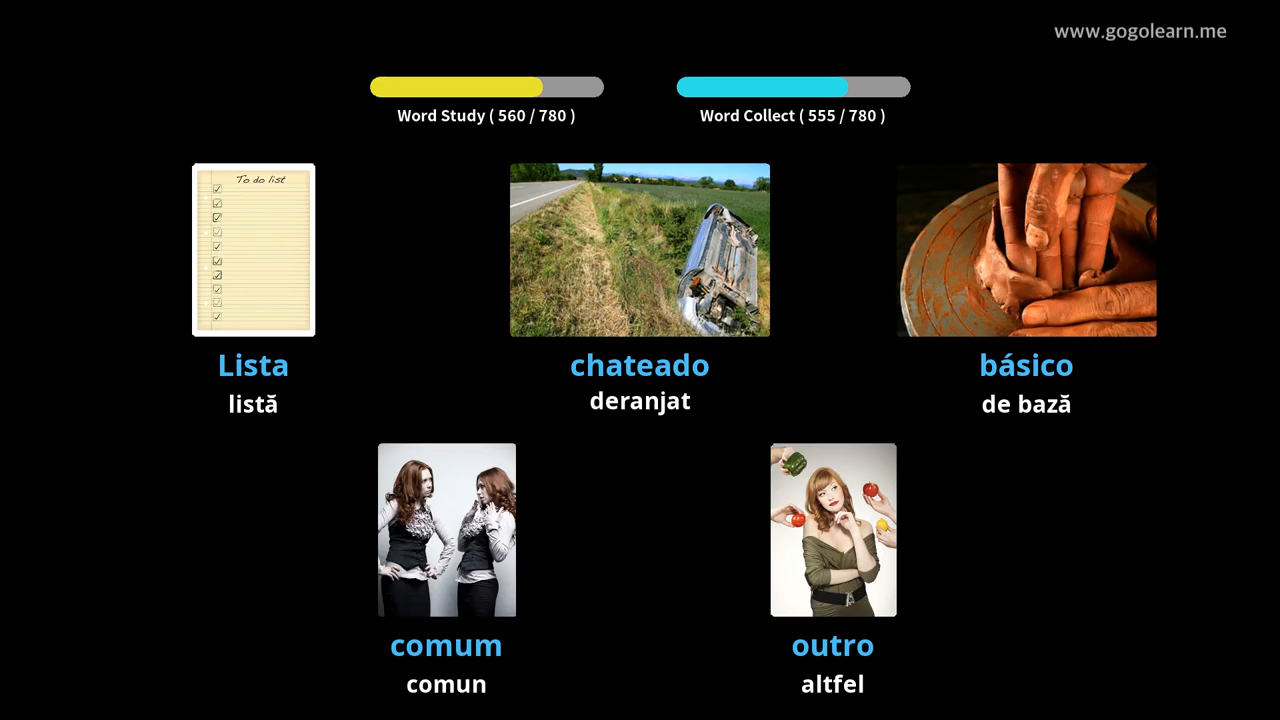 www.gogolearn.me
Word Study ( 560 / 780 )
Word Collect ( 555 / 780 )
To do list
Lista
listă
chateado
deranjat
básico
de bază
comum
comun
outro
altfel